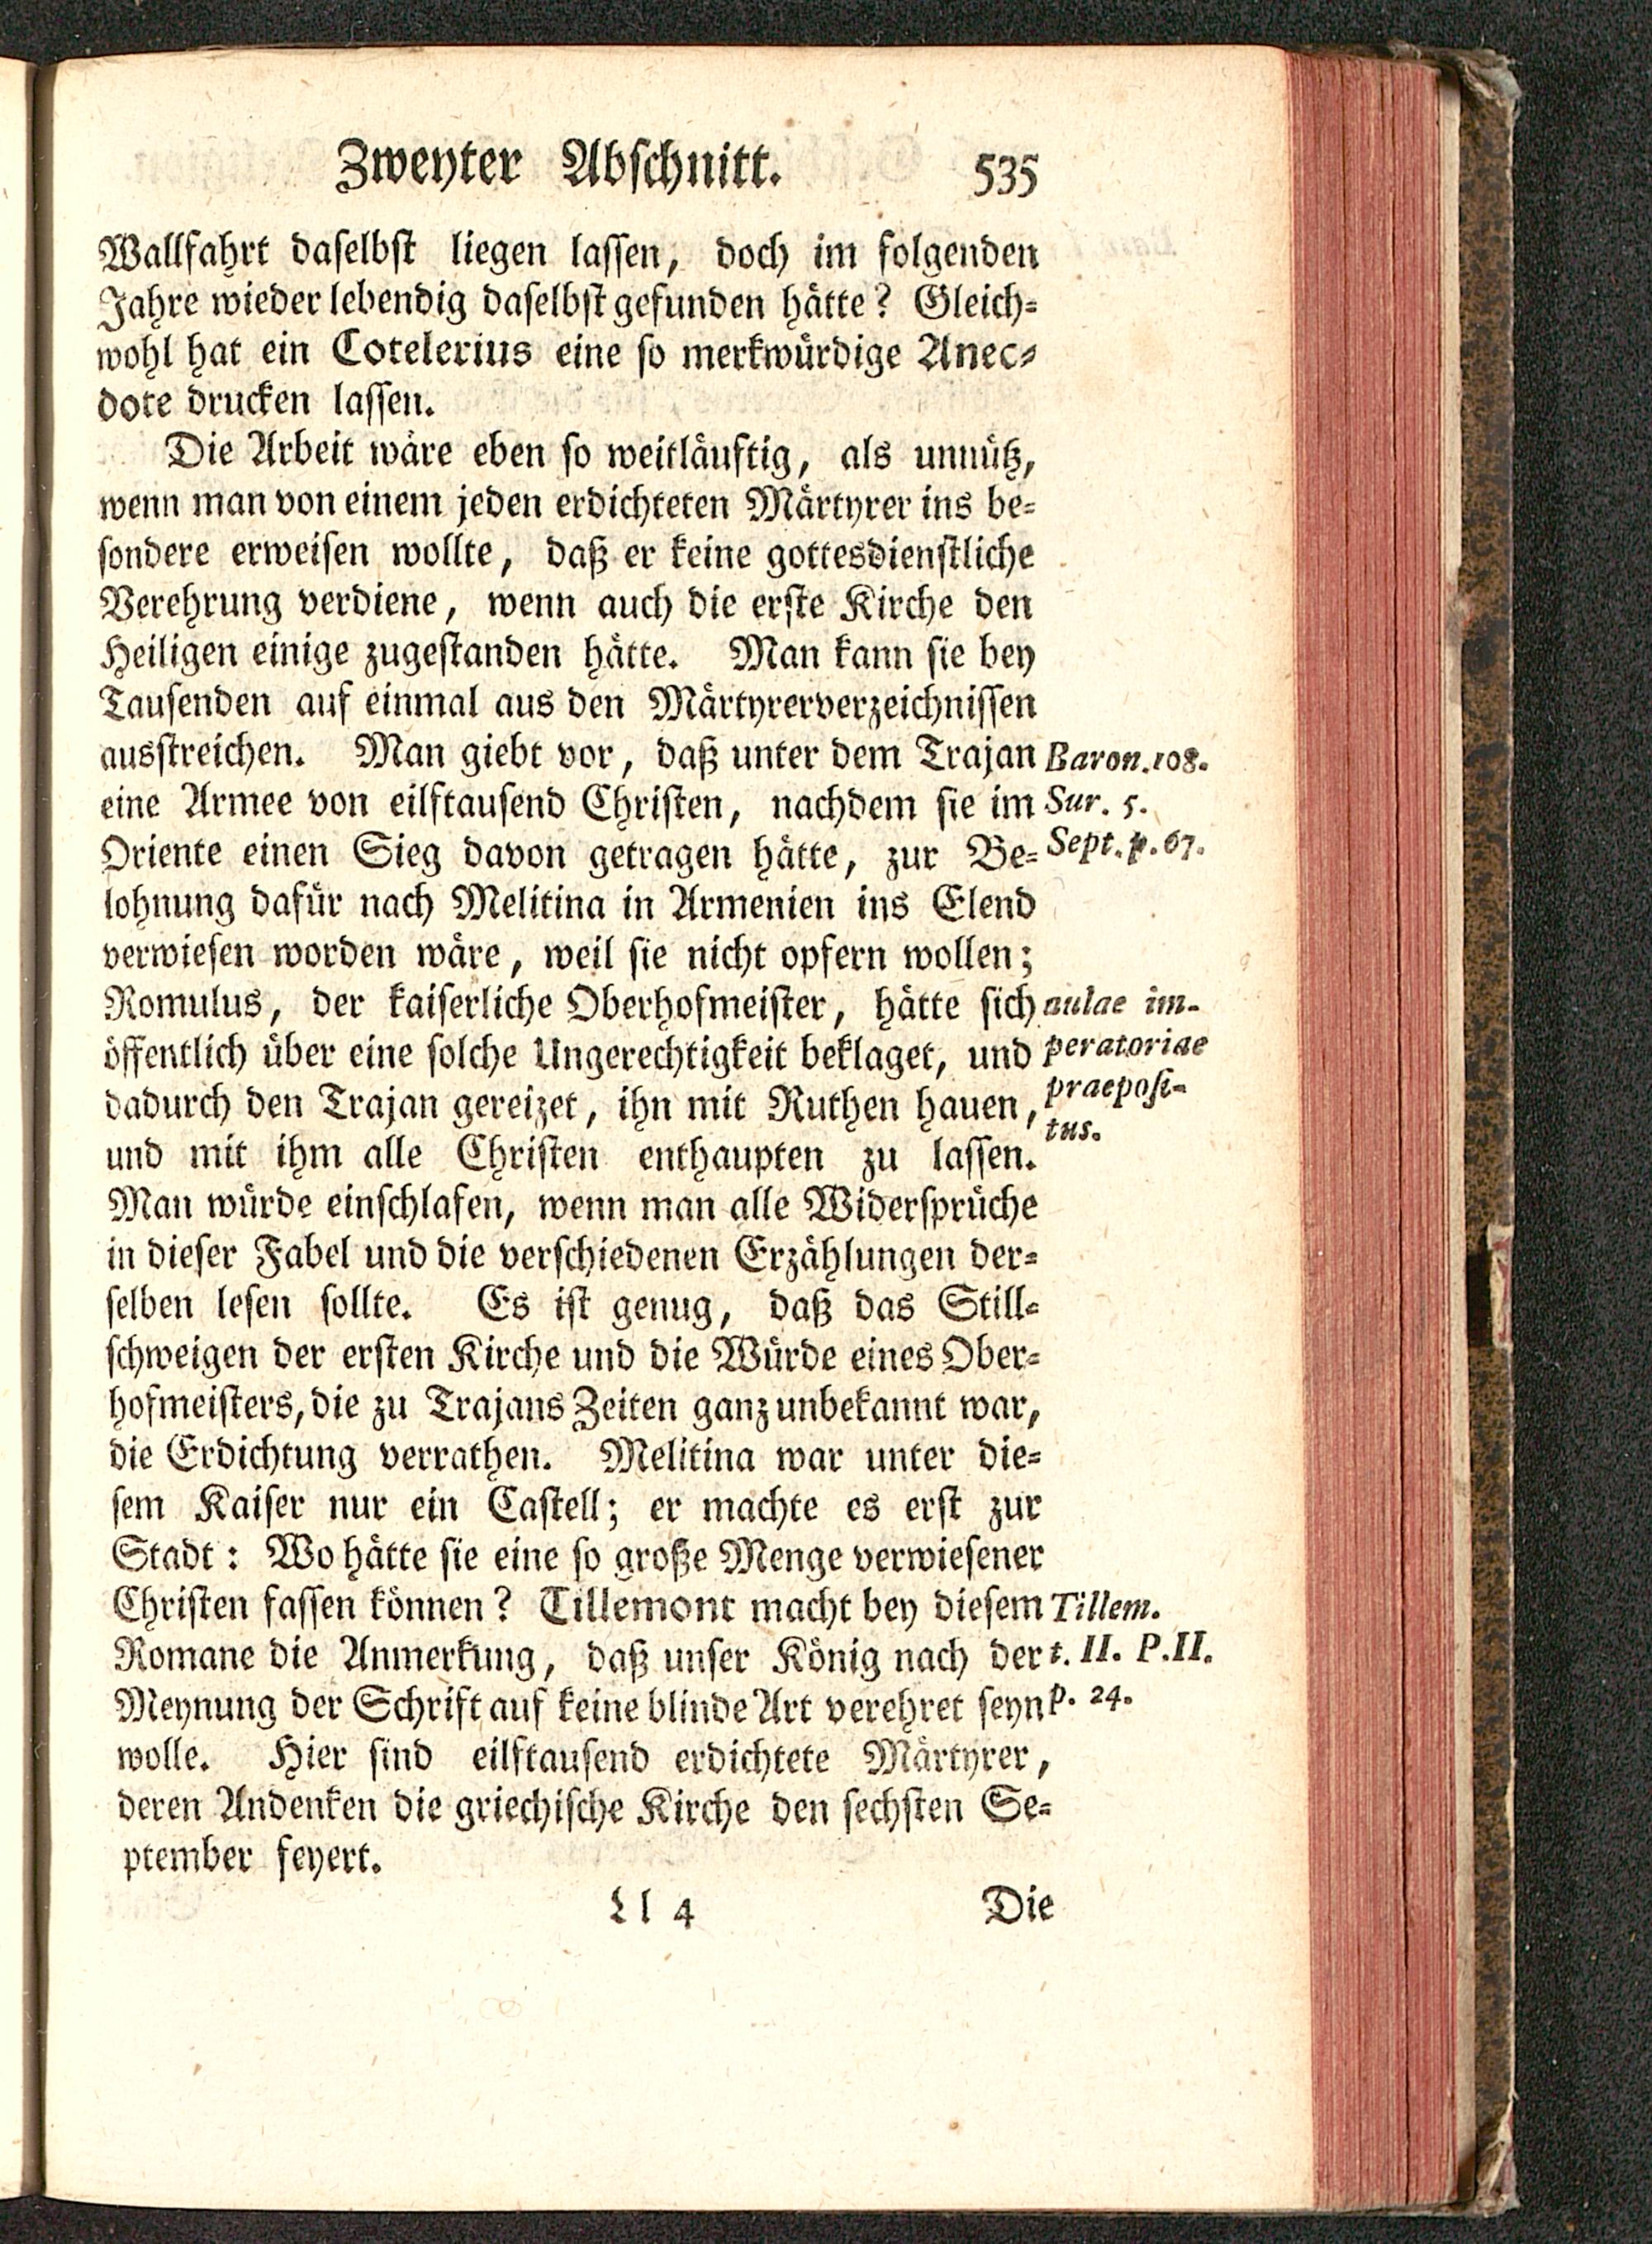 Zweyter Abschnitt. 535
Wallfahrt daselbst liegen lassen, doch im folgenden
Jahre wieder lebendig daselbst gefunden hätte? Gleich=
wohl hat ein Cotelerius eine so merkwürdige Anec=
dote drucken lassen.
Die Arbeit wäre eben so weitläuftig, als unnütz,
wenn man von einem jeden erdichteten Märtyrer ins be=
sondere erweisen wollte, daß er keine gottesdienstliche
Verehrung verdiene, wenn auch die erste Kirche den
Heiligen einige zugestanden hätte. Man kann sie bey
Tausenden auf einmal aus den Märtyrerverzeichnissen
ausstreichen. Man giebt vor, daß unter dem Trajan
Baron. 108.
eine Armee von eilftausend Christen, nachdem sie im
Sur. 5.
Oriente einen Sieg davon getragen hätte, zur Be=
Sept. p. 67.
lohnung dafür nach Melitina in Armenien ins Elend
verwiesen worden wäre, weil sie nicht opfern wollen;
Romulus, der kaiserliche Oberhofmeister, hätte sich
aulae im-
öffentlich über eine solche Ungerechtigkeit beklaget, und
peratoriae
dadurch den Trajan gereizet, ihn mit Ruthen hauen,
praeposi-
tus.
und mit ihm alle Christen enthaupten zu lassen.
Man würde einschlafen, wenn man alle Widersprüche
in dieser Fabel und die verschiedenen Erzählungen der=
selben lesen sollte. Es ist genug, daß das Still=
schweigen der ersten Kirche und die Würde eines Ober=
hofmeisters, die zu Trajans Zeiten ganz unbekannt war,
die Erdichtung verrathen. Melitina war unter die=
sem Kaiser nur ein Castell; er machte es erst zur
Stadt: Wo hätte sie eine so große Menge verwiesener
Christen fassen können? Tillemont macht bey diesem
Tillem.
Romane die Anmerkung, daß unser König nach der
t. II. P. II.
Meynung der Schrift auf keine blinde Art verehret seyn
p. 24.
wolle. Hier sind eilftausend erdichtete Märtyrer,
deren Andenken die griechische Kirche den sechsten Se=
ptember feyert.
Ll 4 Die